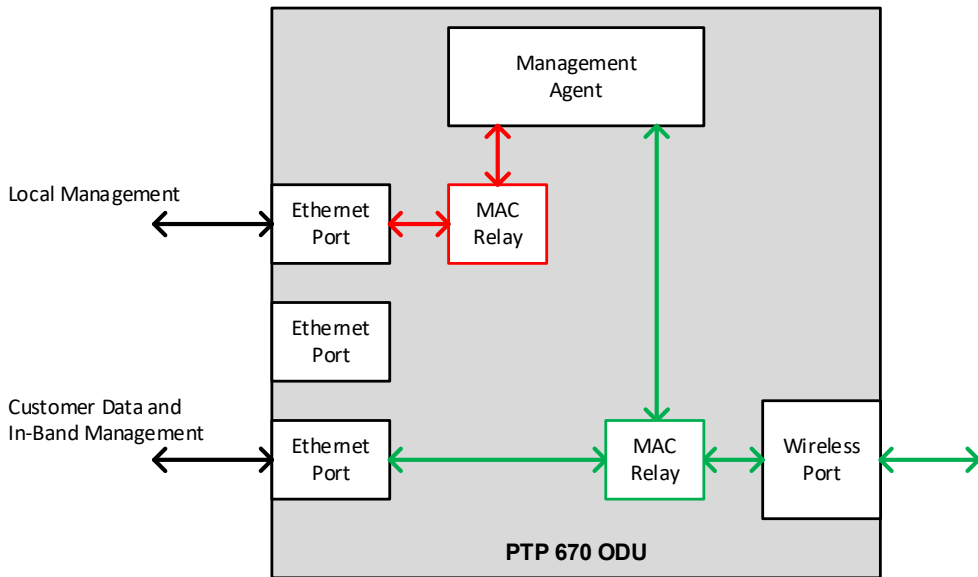 Management
Agent
Local Management
Ethernet
Port
MAC
Relay
Ethernet
Port
Customer Data and
In-Band Management
Ethernet
Port
MAC
Relay
Wireless
Port
PTP 670 ODU